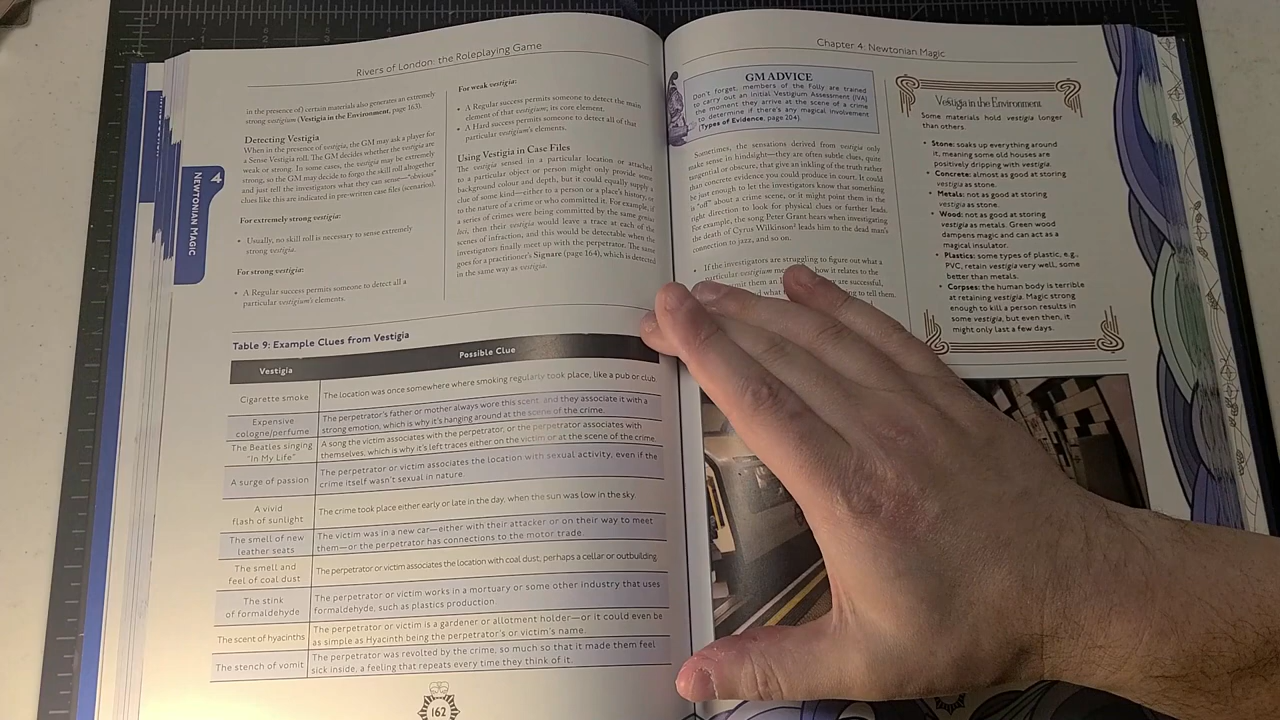 Rivers of London: the Roleplaying Game
in the presence of) certain materials also generates an extremely
strong vestigium (Vestigia in the Environment, page 163).
Detecting Vestigia
When in the presence of vestigia, the GM may ask a player for
a Sense Vestigia roll. The GM decides whether the vestigia are
weak or strong. In some cases, the vestigia may be extremely
strong, so the GM may decide to forgo the skill roll altogether
and just tell the investigators what they can sense—"obvious"
clues like this are indicated in pre-written case files (scenarios).
For extremely strong vestigia:
• Usually, no skill roll is necessary to sense extremely
strong vestigia.
For strong vestigia:
• A Regular success permits someone to detect all a
particular vestigium's elements.
For weak vestigia:
• A Regular success permits someone to detect the main
element of that vestigium; its core element.
• A Hard success permits someone to detect all of that
particular vestigium's elements.
Using Vestigia in Case Files
The vestigia sensed in a particular location or attached
to a particular object or person might only provide some
background colour and depth, but it could equally supply a
clue of some kind—either to a person or a place's history, or
to the nature of a crime or who committed it. For example, if
a series of crimes were being committed by the same genius
loci, then their vestigia would leave a trace at each of the
scenes of infraction, and this would be detectable when the
investigators finally meet up with the perpetrator. The same
goes for a practitioner's Signare (page 164), which is detected
in the same way as vestigia.
4
NEWTONIAN MAGIC
Table 9: Example Clues from Vestigia
Vestigia Possible Clue
Cigarette smoke The location was once somewhere where smoking regularly took place, like a pub or club.
Expensive The perpetrator's father or mother always wore this scent, and they associate it with a
cologne/perfume strong emotion, which is why it's hanging around at the scene of the crime.
The Beatles singing A song the victim associates with the perpetrator, or the perpetrator associates with
"In My Life" themselves, which is why it's left traces either on the victim or at the scene of the crime.
A surge of passion The perpetrator or victim associates the location with sexual activity, even if the
crime itself wasn't sexual in nature.
A vivid
flash of sunlight The crime took place either early or late in the day, when the sun was low in the sky
The smell of new The victim was in a new car—either with their attacker or on their way to meet
leather seats them—or the perpetrator has connections to the motor trade.
The smell and
feel of coal dust The perpetrator or victim associates the location with coal dust, perhaps a cellar or outbuilding.
The stink The perpetrator or victim works in a mortuary or some other industry that uses
of formaldehyde formaldehyde, such as plastics production
The scent of hyacinths The perpetrator or victim is a gardener or allotment holder—or it could even be
as simple as Hyacinth being the perpetrator's or victim's name.
The stench of vomit The perpetrator was revolted by the crime, so much so that it made them feel
sick inside, a feeling that repeats every time they think of it.
162
Chapter 4: Newtonian Magic
GM ADVICE
Don't forget, members of the Folly are trained
to carry out an Initial Vestigium Assessment (IVA)
the moment they arrive at the scene of a crime
to determine if there's any magical involvement
(Types of Evidence, page 204).
Sometimes, the sensations derived from vestigia only
make sense in hindsight—they are often subtle clues, quite
tangential or obscure, that give an inkling of the truth rather
than concrete evidence you could produce in court. It could
be just enough to let the investigators know that something
is "off" about a crime scene, or it might point them in the
right direction to look for physical clues or further leads.
For example, the song Peter Grant hears when investigating
the death of Cyrus Wilkinson leads him to the dead man's
connection to jazz, and so on.
• If the investigators are struggling to figure out what a
particular vestigium how it relates to the
them an are successful,
what to tell them.
Vestigia in the Environment
Some materials hold vestigia longer
than others.
• Stone: soaks up everything around
it, meaning some old houses are
positively dripping with vestigia.
• Concrete: almost as good at storing
vestigia as stone.
• Metals: not as good at storing
vestigia as stone.
• Wood: not as good at storing
vestigia as metals. Green wood
dampens magic and can act as a
magical insulator.
• Plastics: some types of plastic, e.g.,
PVC, retain vestigia very well, some
better than metals.
• Corpses: the human body is terrible
at retaining vestigia. Magic strong
enough to kill a person results in
some vestigia, but even then, it
might only last a few days.